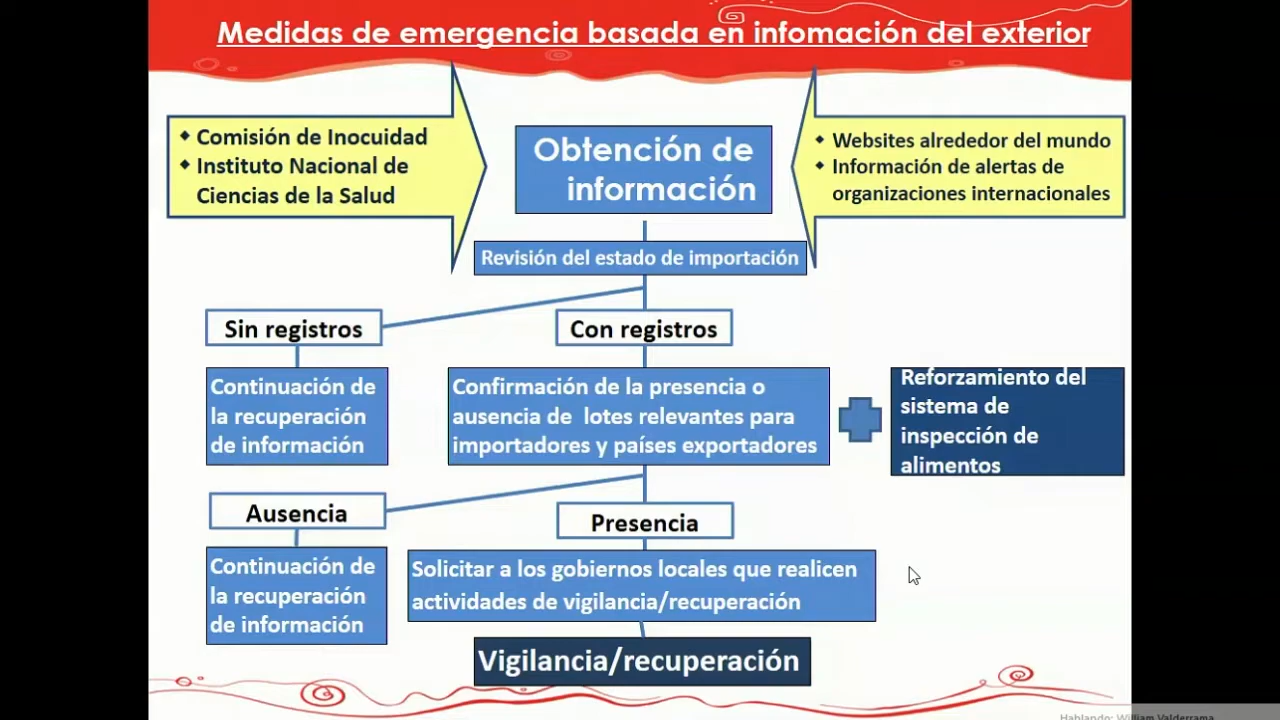 Medidas de emergencia basada en infomación del exterior
❖ Comisión de Inocuidad
❖ Instituto Nacional de
Ciencias de la Salud
Obtención de
información
❖ Websites alrededor del mundo
❖ Información de alertas de
organizaciones internacionales
Revisión del estado de importación
Sin registros
Con registros
Continuación de
la recuperación
de información
Confirmación de la presencia o
ausencia de lotes relevantes para
importadores y países exportadores
Reforzamiento del
sistema de
inspección de
alimentos
Ausencia
Presencia
Continuación de
la recuperación
de información
Solicitar a los gobiernos locales que realicen
actividades de vigilancia/recuperación
Vigilancia/recuperación
Hablando: William Valderrama